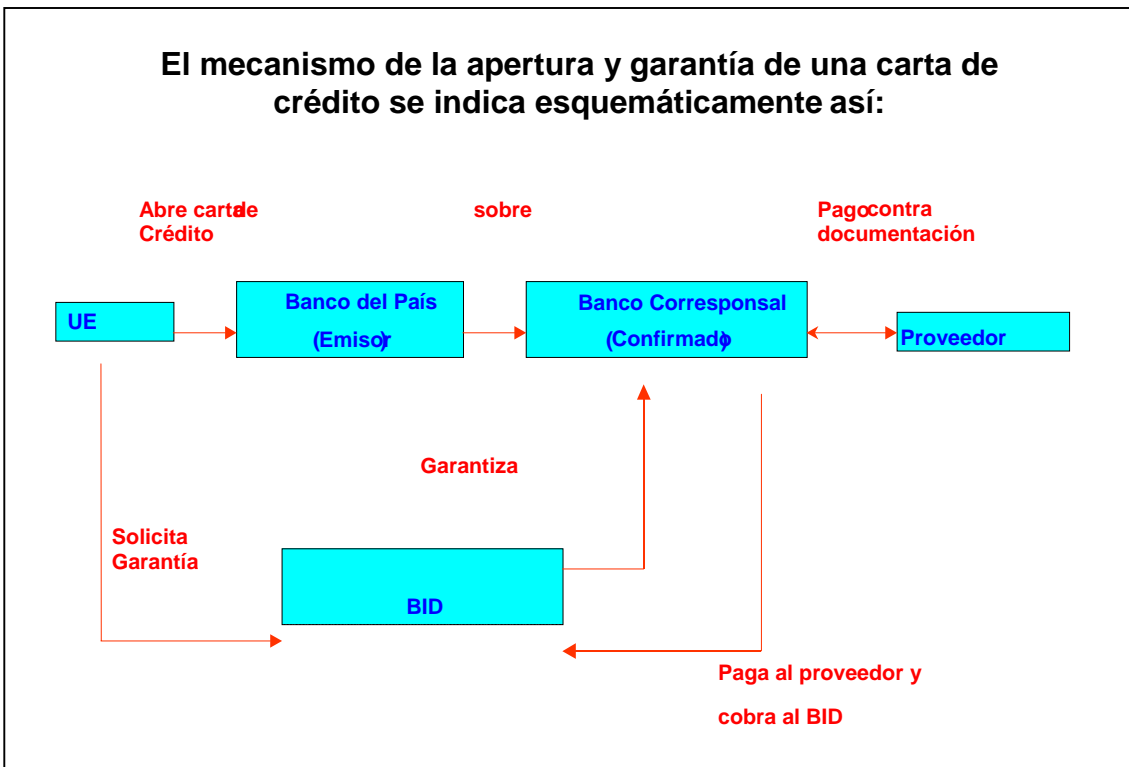 El mecanismo de la apertura y garantía de una carta de
crédito se indica esquemáticamente así:
Abre carta de
Crédito
sobre
Pago contra
documentación
UE
Banco del País
(Emisor)
Banco Corresponsal
(Confirmado)
Proveedor
Garantiza
Solicita
Garantía
BID
Paga al proveedor y
cobra al BID